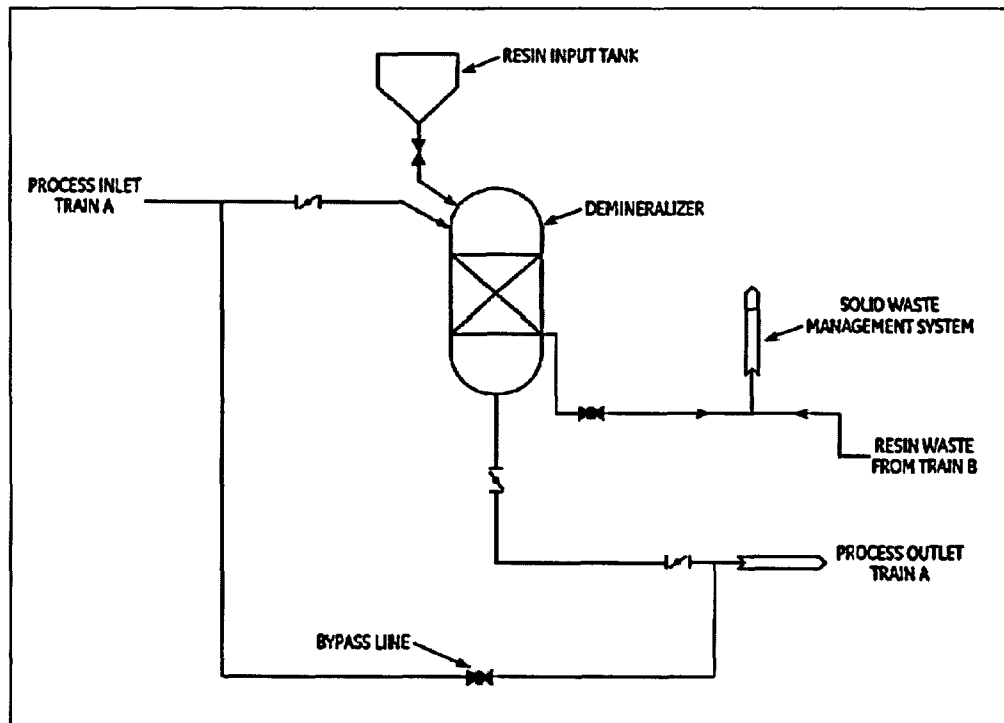 RESIN INPUT TANK
PROCESS INLET
TRAIN A
DEMINERALIZER
SOLID WASTE
MANAGEMENT SYSTEM
RESIN WASTE
FROM TRAIN B
PROCESS OUTLET
TRAIN A
BYPASS LINE